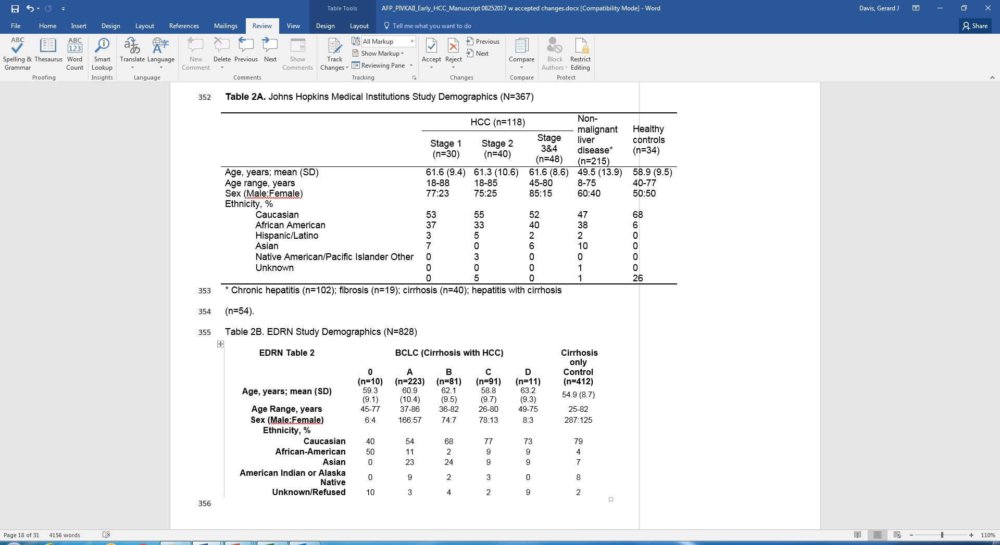 Table Tools
AFP_PIVKAII_Early_HCC_Manuscript 08252017 w accepted changes.docx [Compatibility Mode] - Word
Davis, Gerard J
File Home Insert Design Layout References Mailings Review View Design Layout Tell me what you want to do Share
ABC Spelling & Grammar
Thesaurus
ABC 123 Word Count
Proofing
Smart Lookup
Insights
Translate Language
Language
New Comment Delete Previous Next Show Comments
Comments
Track Changes
All Markup
Show Markup
Reviewing Pane
Tracking
Accept Reject Previous
Next
Changes
Compare
Compare
Block Authors Restrict Editing
Protect
352 Table 2A. Johns Hopkins Medical Institutions Study Demographics (N=367)
HCC (n=118)
Stage 1 (n=30)
Stage 2 (n=40)
Stage 3&4 (n=48)
Non-malignant liver disease* (n=215)
Healthy controls (n=34)
Age, years; mean (SD) 61.6 (9.4) 61.3 (10.6) 61.6 (8.6) 49.5 (13.9) 58.9 (9.5)
Age range, years 18-88 18-85 45-80 8-75 40-77
Sex (Male:Female) 77:23 75:25 85:15 60:40 50:50
Ethnicity, %
Caucasian 53 55 52 47 68
African American 37 33 40 38 6
Hispanic/Latino 3 5 2 2 0
Asian 7 0 6 10 0
Native American/Pacific Islander Other 0 3 0 0 0
Unknown 0 0 0 1 0
0 5 0 1 26
353 * Chronic hepatitis (n=102); fibrosis (n=19); cirrhosis (n=40); hepatitis with cirrhosis
354 (n=54).
355 Table 2B. EDRN Study Demographics (N=828)
EDRN Table 2 BCLC (Cirrhosis with HCC) Cirrhosis only Control (n=412)
0 (n=10) A (n=223) B (n=81) C (n=91) D (n=11)
Age, years; mean (SD) 59.3 (9.1) 60.9 (10.4) 62.1 (9.5) 58.8 (9.7) 63.2 (9.3) 54.9 (8.7)
Age Range, years 45-77 37-86 36-82 26-80 49-75 25-82
Sex (Male:Female) 6:4 166:57 74:7 78:13 8:3 287:125
Ethnicity, %
Caucasian 40 54 68 77 73 79
African-American 50 11 2 9 9 4
Asian 0 23 24 9 9 7
American Indian or Alaska Native 0 9 2 3 0 8
Unknown/Refused 10 3 4 2 9 2
356
Page 18 of 31 4156 words 110%